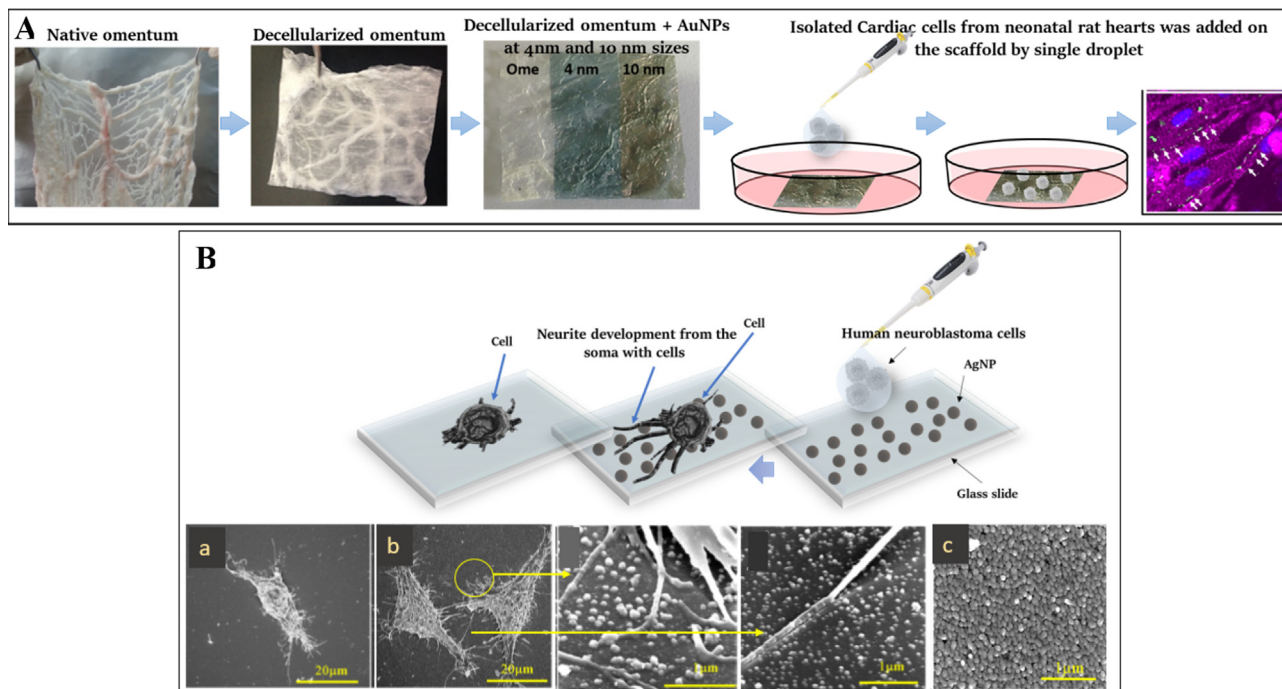 A
Native omentum
Decellularized omentum
Decellularized omentum + AuNPs
at 4nm and 10 nm sizes
Ome 4 nm 10 nm
Isolated Cardiac cells from neonatal rat hearts was added on
the scaffold by single droplet
B
Cell
Neurite development from the
soma with cells
Cell
Human neuroblastoma cells
AgNP
Glass slide
a
20μm
b
20μm
1μm
1μm
c
1μm